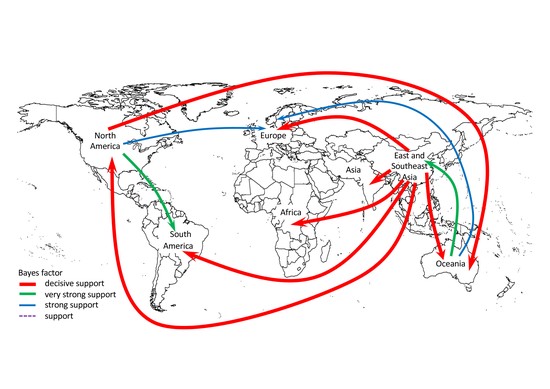 North
America
Europe
East and
Southeast
Asia
Asia
Africa
South
America
Oceania
Bayes factor
decisive support
very strong support
strong support
support